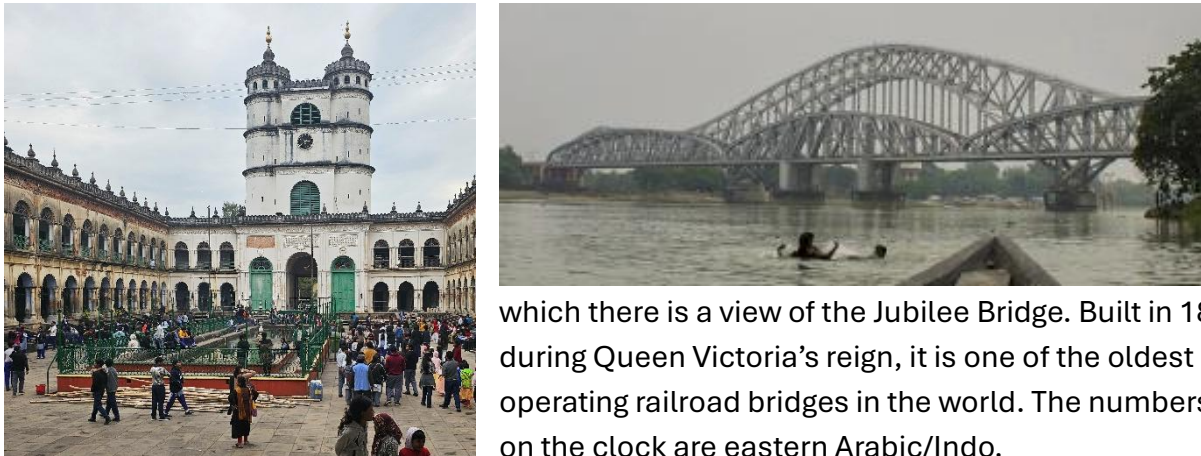 which there is a view of the Jubilee Bridge. Built in
during Queen Victoria’s reign, it is one of the oldest
operating railroad bridges in the world. The numbers
on the clock are eastern Arabic/Indo.